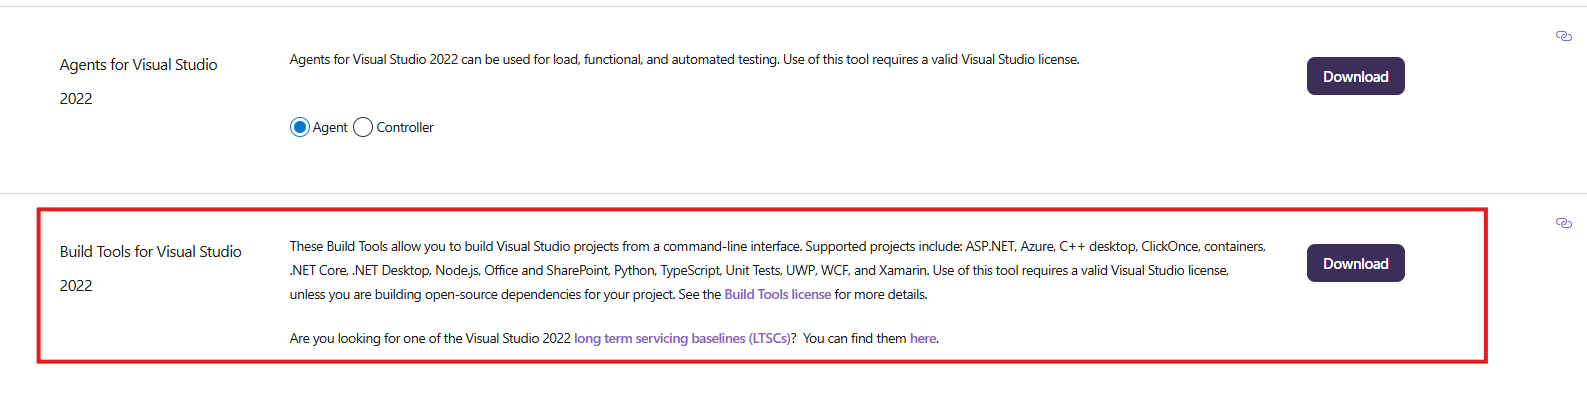 Agents for Visual Studio
2022
Agents for Visual Studio 2022 can be used for load, functional, and automated testing. Use of this tool requires a valid Visual Studio license.
Agent Controller
Download
Build Tools for Visual Studio
2022
These Build Tools allow you to build Visual Studio projects from a command-line interface. Supported projects include: ASP.NET, Azure, C++ desktop, ClickOnce, containers,
.NET Core, .NET Desktop, Node.js, Office and SharePoint, Python, TypeScript, Unit Tests, UWP, WCF, and Xamarin. Use of this tool requires a valid Visual Studio license,
unless you are building open-source dependencies for your project. See the Build Tools license for more details.
Are you looking for one of the Visual Studio 2022 long term servicing baselines (LTSCs)? You can find them here.
Download